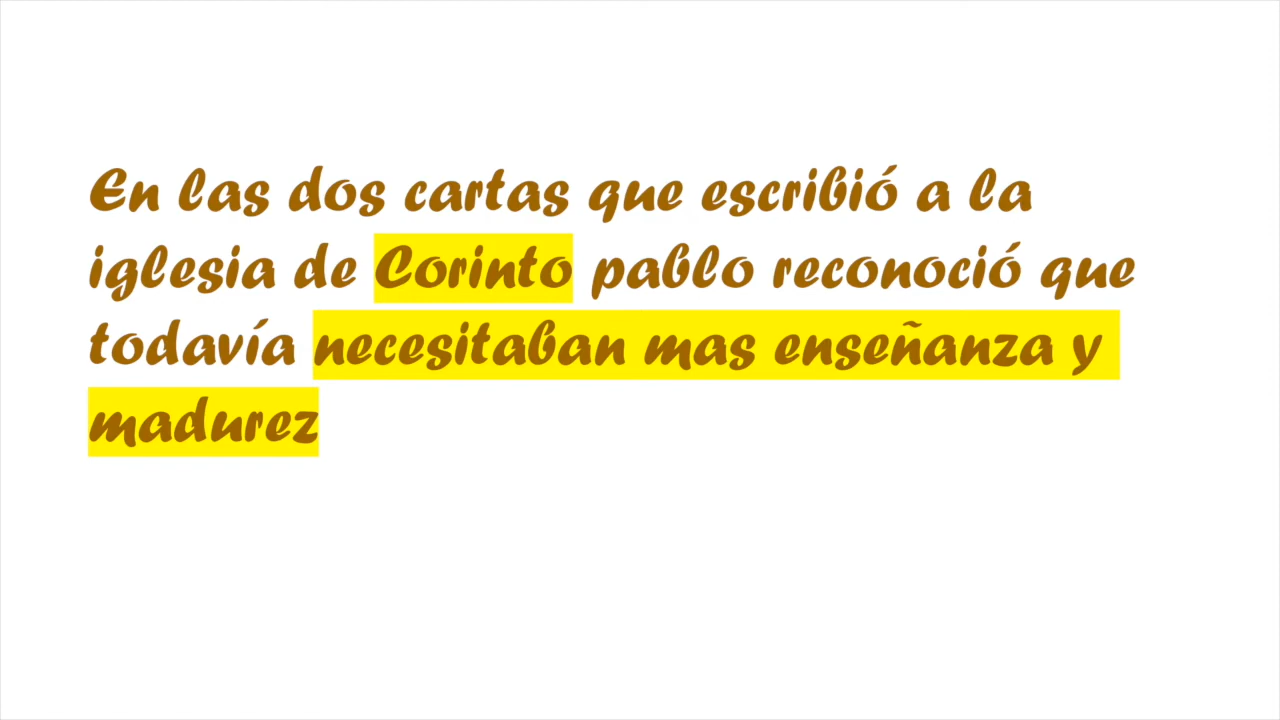 En las dos cartas que escribió a la
iglesia de Corinto pablo reconoció que
todavía necesitaban mas enseñanza y
madurez